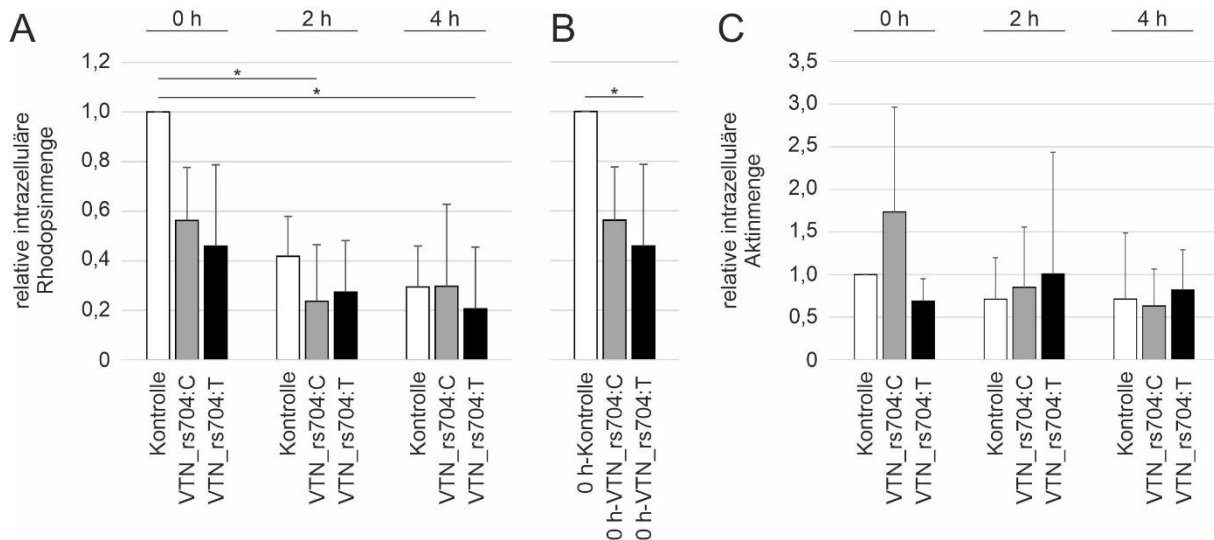 A
0 h
2 h
4 h
relative intrazelluläre
Rhodopsinmenge
1,2
1,0
0,8
0,6
0,4
0,2
0
*
*
Kontrolle
VTN_rs704:C
VTN_rs704:T
Kontrolle
VTN_rs704:C
VTN_rs704:T
Kontrolle
VTN_rs704:C
VTN_rs704:T
B
*
0 h-Kontrolle
0 h-VTN_rs704:C
0 h-VTN_rs704:T
C
0 h
2 h
4 h
relative intrazelluläre
Aktinmenge
3,5
3,0
2,5
2,0
1,5
1,0
0,5
0
Kontrolle
VTN_rs704:C
VTN_rs704:T
Kontrolle
VTN_rs704:C
VTN_rs704:T
Kontrolle
VTN_rs704:C
VTN_rs704:T